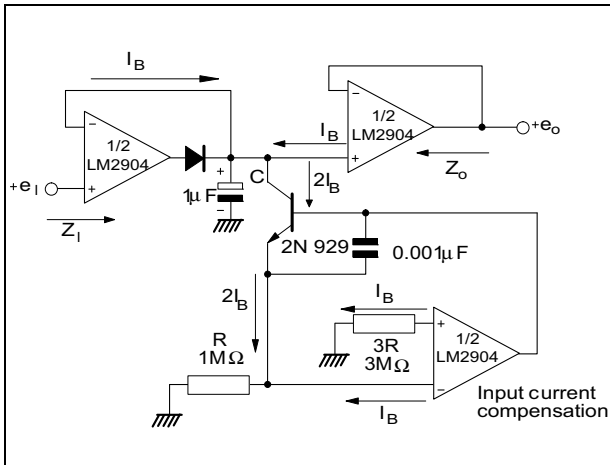 I_B
1/2
LM2904
+e_I
Z_I
+
−
1µF
+
−
C
I_B
2I_B
1/2
LM2904
−
+
+e_o
Z_o
2N 929
0.001µF
2I_B
R
1MΩ
I_B
3R
3MΩ
+
−
1/2
LM2904
I_B
Input current
compensation